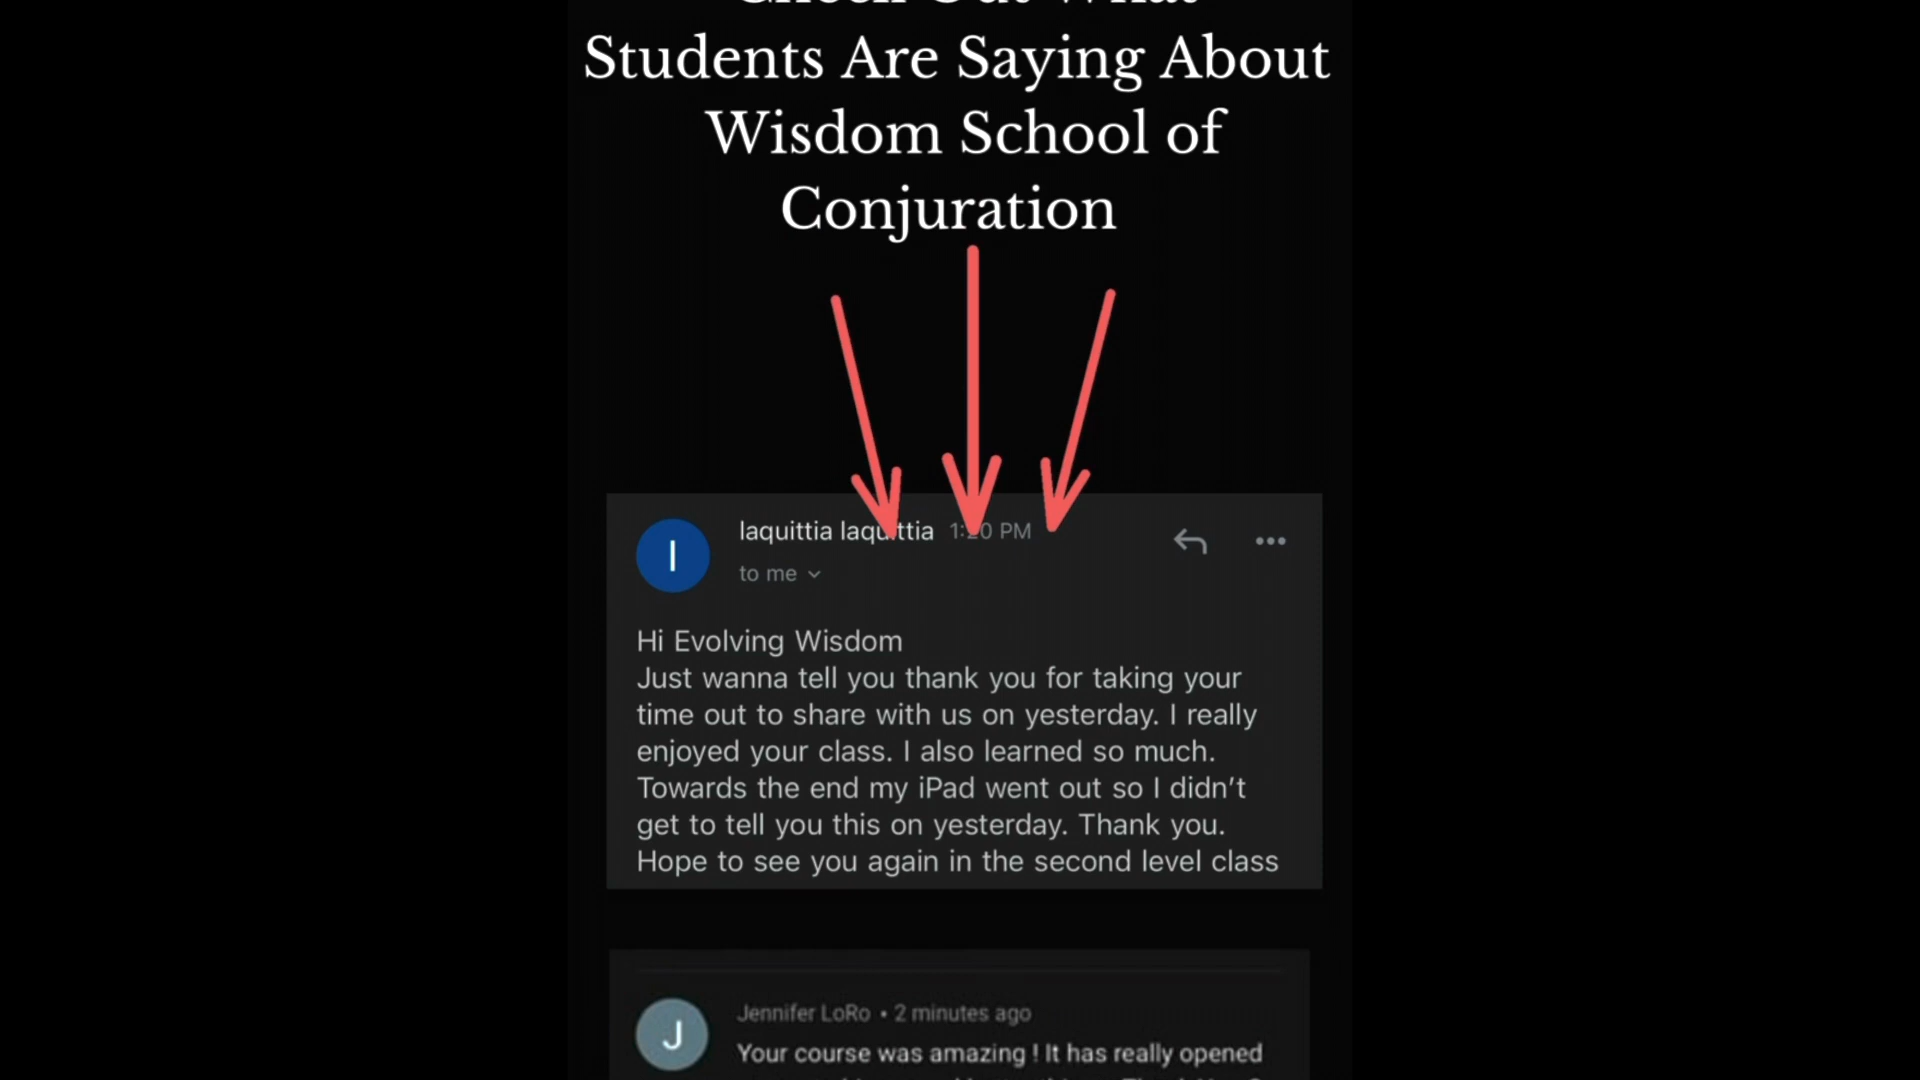 Check Out What
Students Are Saying About
Wisdom School of
Conjuration
laquittia laquittia 1:20 PM
to me
I
Hi Evolving Wisdom
Just wanna tell you thank you for taking your
time out to share with us on yesterday. I really
enjoyed your class. I also learned so much.
Towards the end my iPad went out so I didn’t
get to tell you this on yesterday. Thank you.
Hope to see you again in the second level class
J
Jennifer LoRo • 2 minutes ago
Your course was amazing ! It has really opened